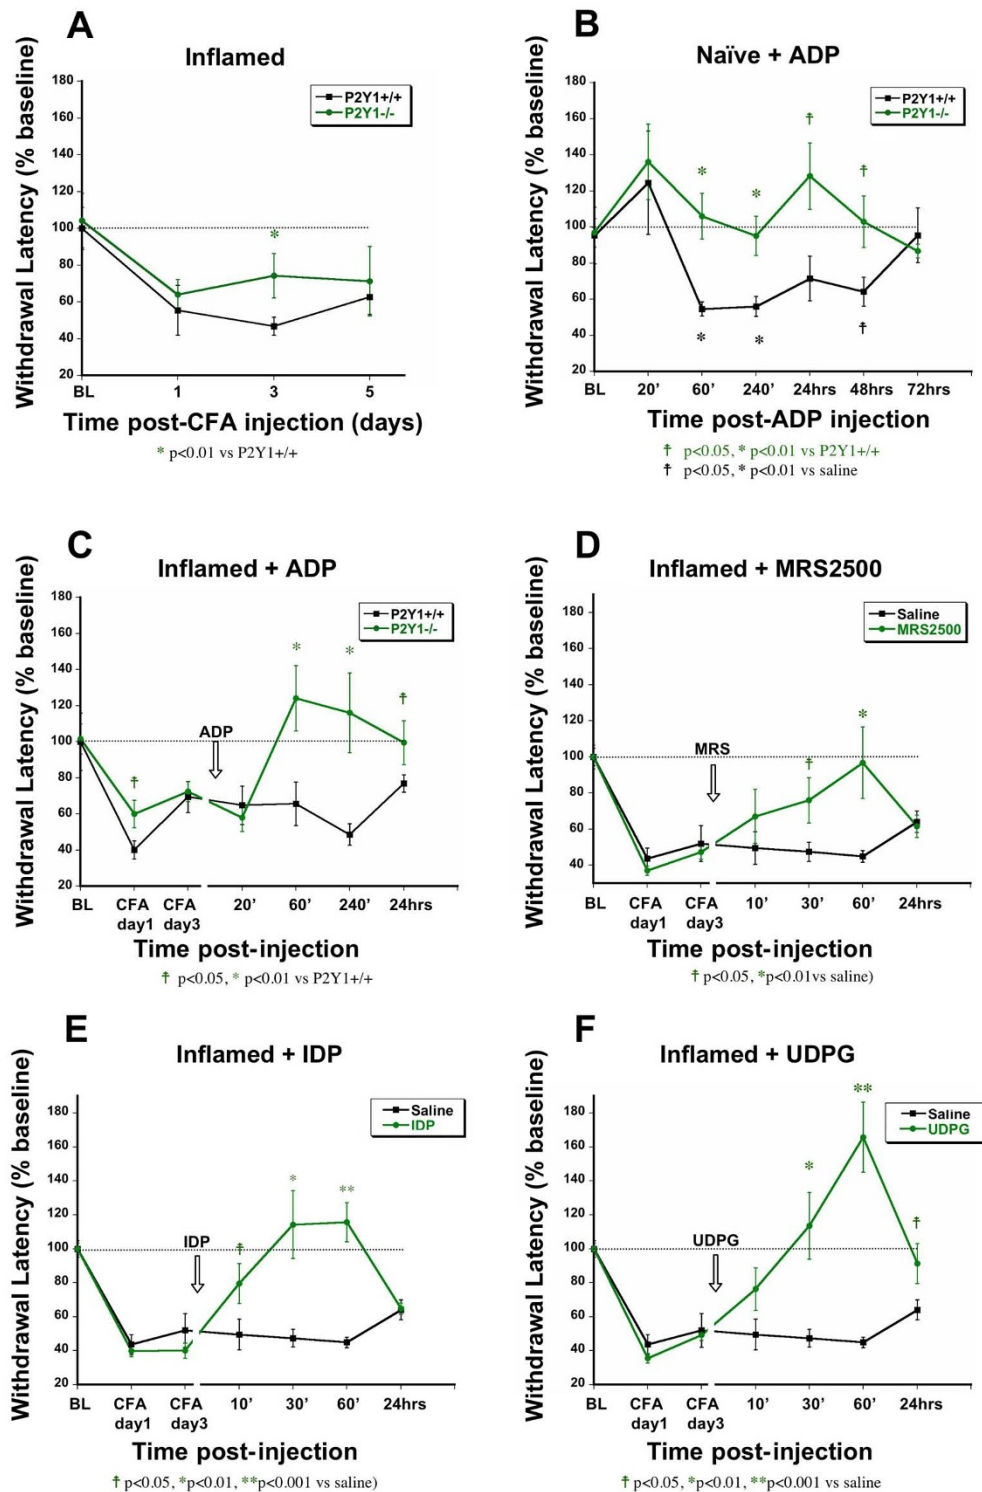 A
Inflamed
Withdrawal Latency (% baseline)
180
160
140
120
100
80
60
40
20
P2Y1+/+
P2Y1-/-
*
BL 1 3 5
Time post-CFA injection (days)
* p<0.01 vs P2Y1+/+
B
Naïve + ADP
Withdrawal Latency (% baseline)
180
160
140
120
100
80
60
40
20
P2Y1+/+
P2Y1-/-
* * † †
* * †
BL 20' 60' 240' 24hrs 48hrs 72hrs
Time post-ADP injection
† p<0.05, * p<0.01 vs P2Y1+/+
† p<0.05, * p<0.01 vs saline
C
Inflamed + ADP
Withdrawal Latency (% baseline)
180
160
140
120
100
80
60
40
20
P2Y1+/+
P2Y1-/-
ADP
† * * †
BL CFA day1 CFA day3 20' 60' 240' 24hrs
Time post-injection
† p<0.05, * p<0.01 vs P2Y1+/+
D
Inflamed + MRS2500
Withdrawal Latency (% baseline)
180
160
140
120
100
80
60
40
Saline
MRS2500
MRS
† *
BL CFA day1 CFA day3 10' 30' 60' 24hrs
Time post-injection
† p<0.05, *p<0.01vs saline)
E
Inflamed + IDP
Withdrawal Latency (% baseline)
180
160
140
120
100
80
60
40
20
Saline
IDP
IDP
† * **
BL CFA day1 CFA day3 10' 30' 60' 24hrs
Time post-injection
† p<0.05, *p<0.01, **p<0.001 vs saline)
F
Inflamed + UDPG
Withdrawal Latency (% baseline)
180
160
140
120
100
80
60
40
20
Saline
UDPG
UDPG
* ** †
BL CFA day1 CFA day3 10' 30' 60' 24hrs
Time post-injection
† p<0.05, *p<0.01, **p<0.001 vs saline